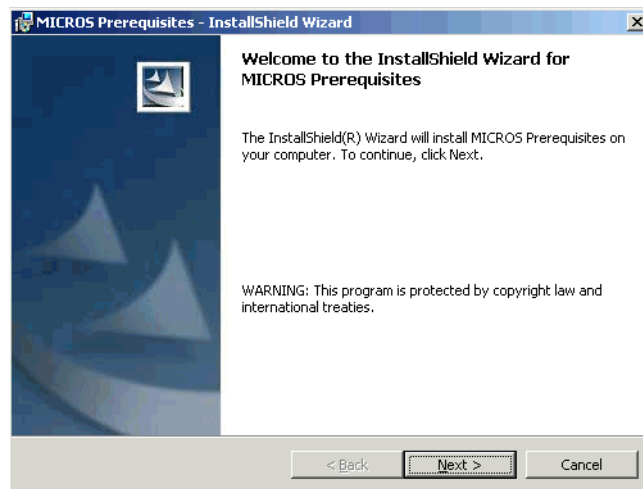 MICROS Prerequisites - InstallShield Wizard
Welcome to the InstallShield Wizard for
MICROS Prerequisites
The InstallShield(R) Wizard will install MICROS Prerequisites on
your computer. To continue, click Next.
WARNING: This program is protected by copyright law and
international treaties.
< Back
Next >
Cancel